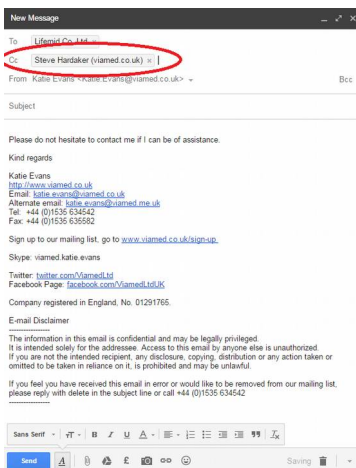 New Message
To Lifemid Co. Ltd ×
Cc Steve Hardaker (viamed.co.uk) ×
From Katie Evans <Katie.Evans@viamed.co.uk> Bcc
Subject
Please do not hesitate to contact me if I can be of assistance.
Kind regards
Katie Evans
http://www.viamed.co.uk
Email: katie.evans@viamed.co.uk
Alternate email: katie.evans@viamed.me.uk
Tel: +44 (0)1535 634542
Fax: +44 (0)1535 635582
Sign up to our mailing list, go to www.viamed.co.uk/sign-up
Skype: viamed.katie.evans
Twitter: twitter.com/ViamedLtd
Facebook Page: facebook.com/ViamedLtdUK
Company registered in England, No. 01291765.
E-mail Disclaimer
-----------------
The information in this email is confidential and may be legally privileged.
It is intended solely for the addressee. Access to this email by anyone else is unauthorized.
If you are not the intended recipient, any disclosure, copying, distribution or any action taken or
omitted to be taken in reliance on it, is prohibited and may be unlawful.
If you feel you have received this email in error or would like to be removed from our mailing list,
please reply with delete in the subject line or call +44 (0)1535 634542
-----------------
Sans Serif
Send Saving